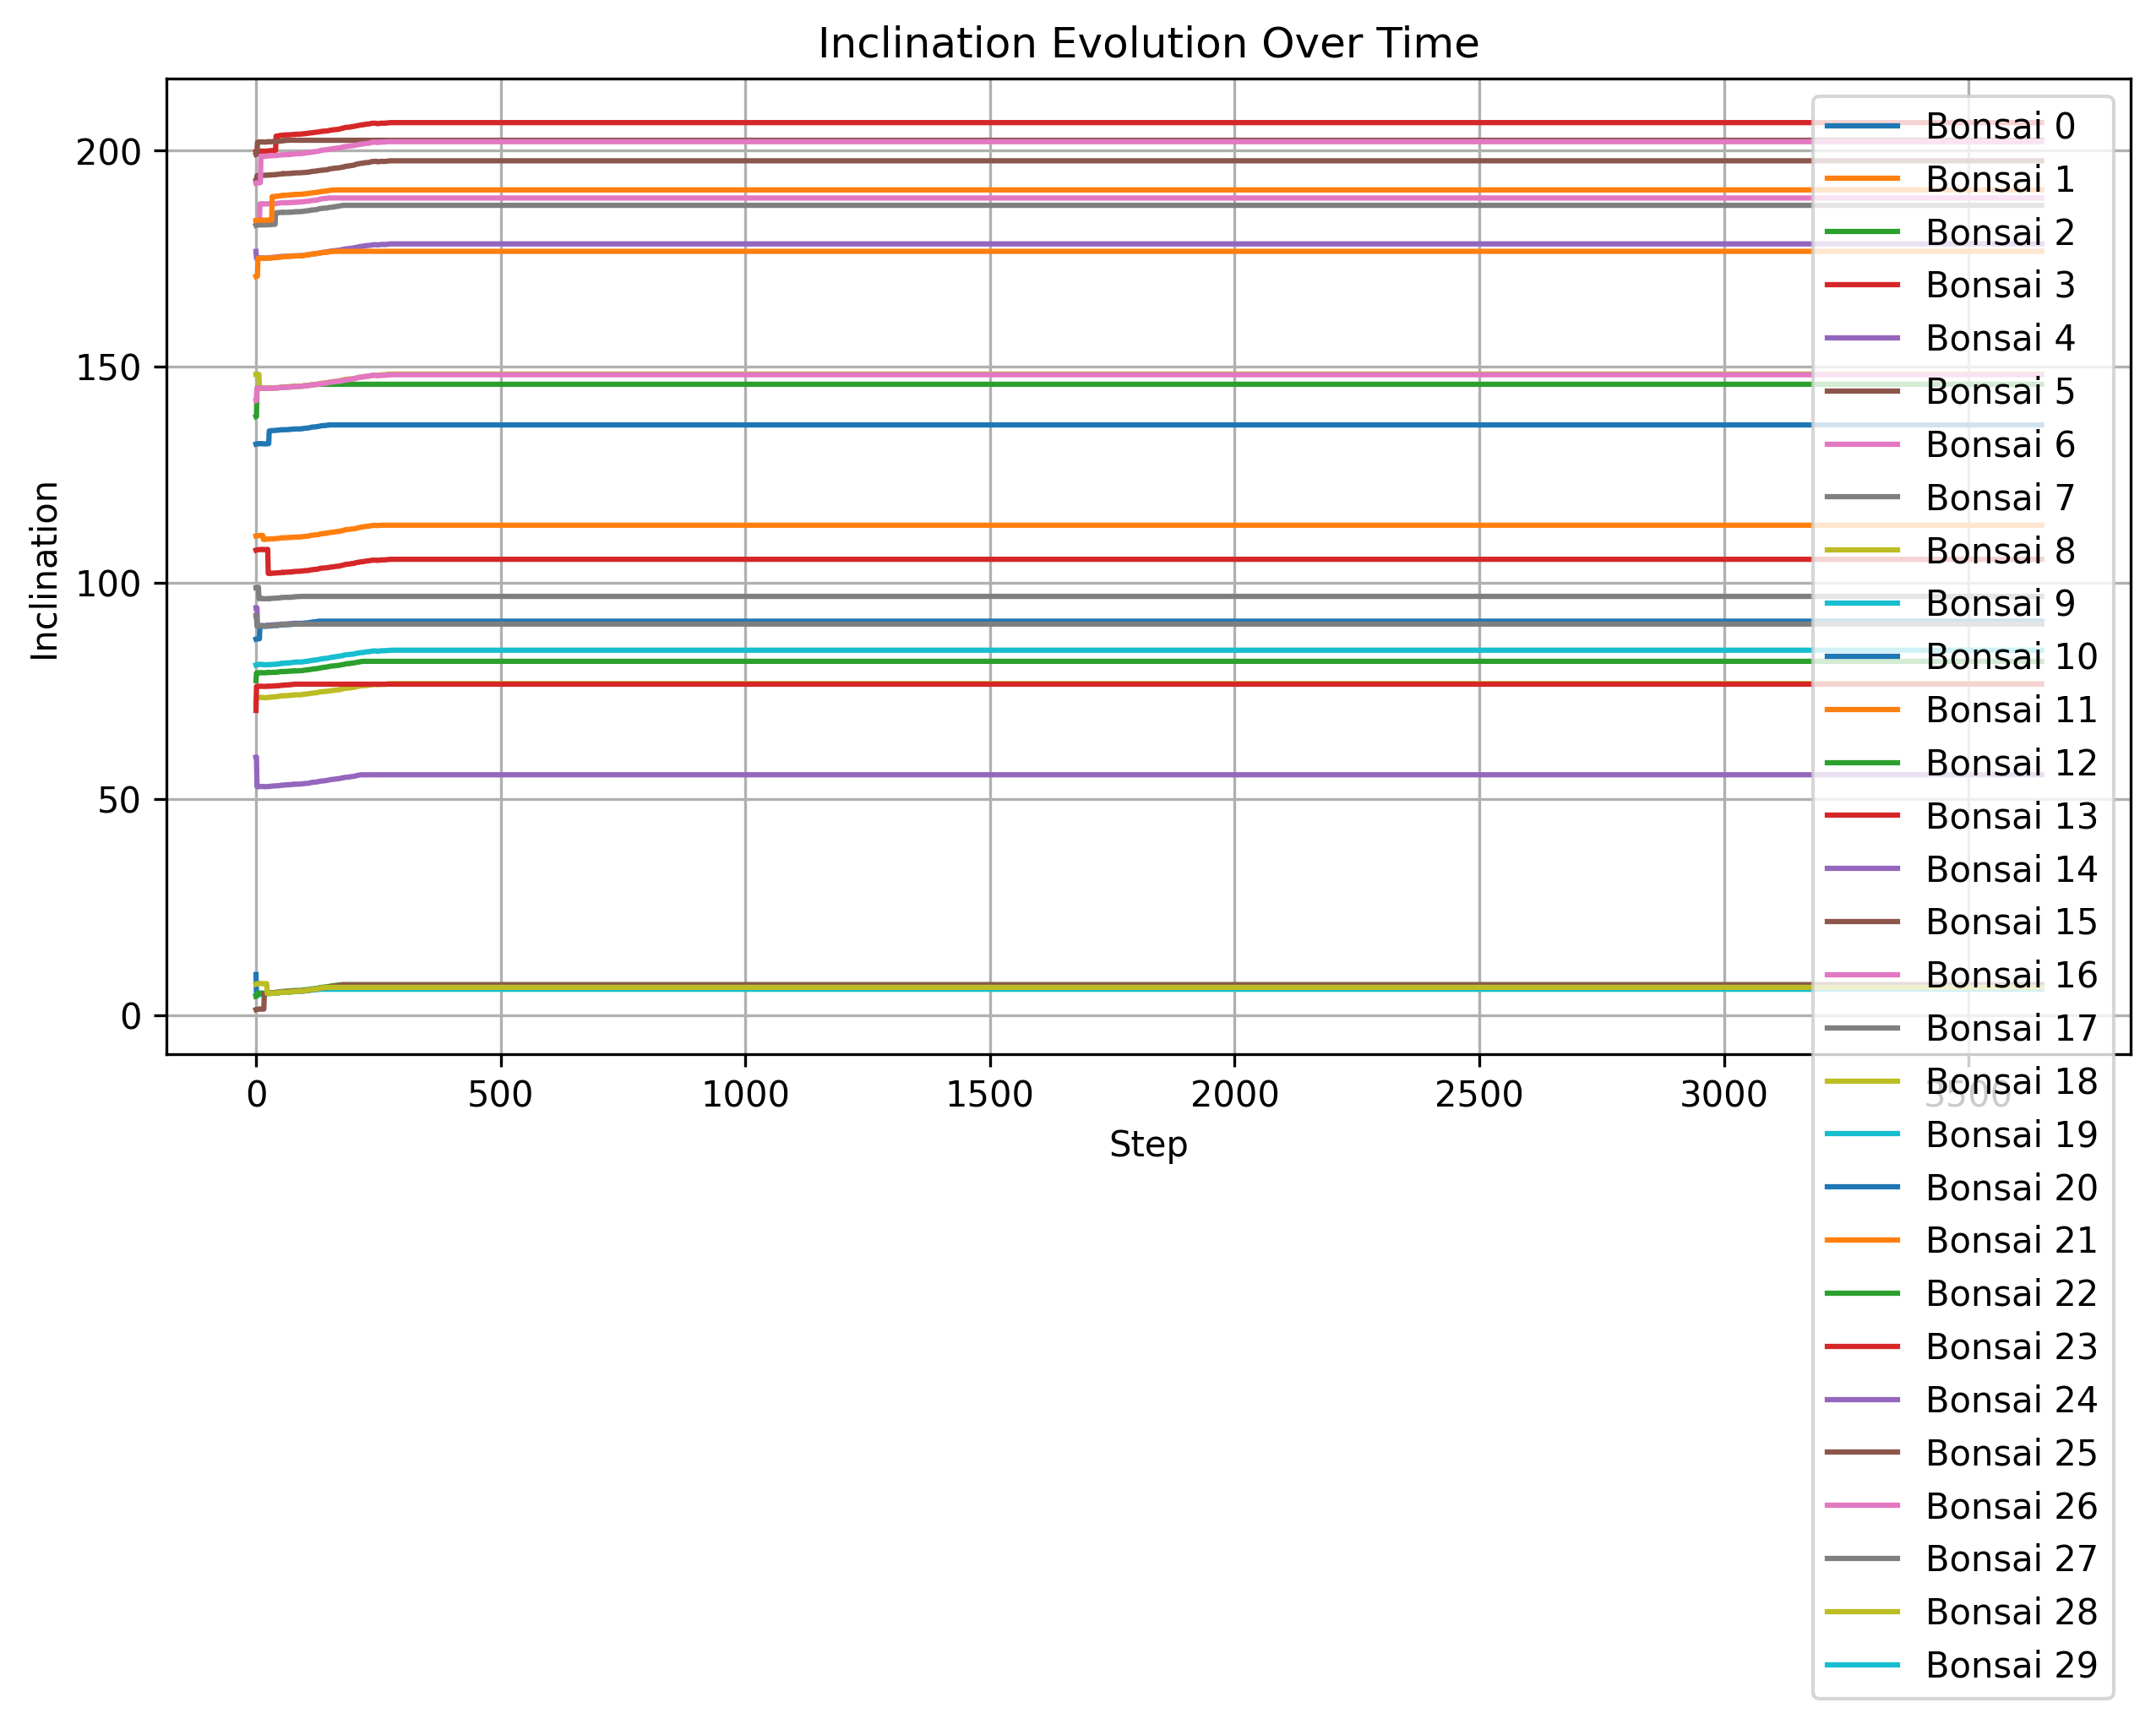 Inclination Evolution Over Time
Inclination
200
150
100
50
0
0 500 1000 1500 2000 2500 3000 3500
Step
Bonsai 0
Bonsai 1
Bonsai 2
Bonsai 3
Bonsai 4
Bonsai 5
Bonsai 6
Bonsai 7
Bonsai 8
Bonsai 9
Bonsai 10
Bonsai 11
Bonsai 12
Bonsai 13
Bonsai 14
Bonsai 15
Bonsai 16
Bonsai 17
Bonsai 18
Bonsai 19
Bonsai 20
Bonsai 21
Bonsai 22
Bonsai 23
Bonsai 24
Bonsai 25
Bonsai 26
Bonsai 27
Bonsai 28
Bonsai 29